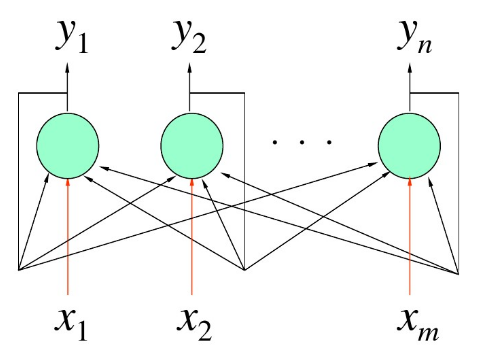 y1 y2 yn
. . .
x1 x2 xm